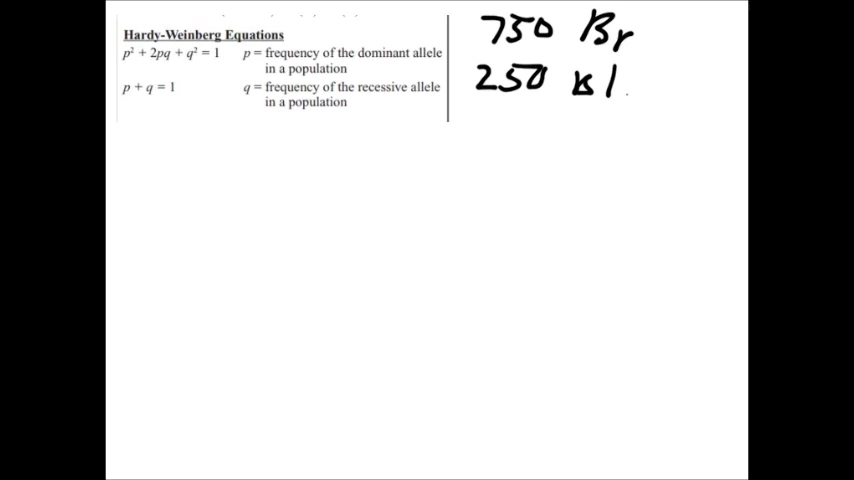 Hardy-Weinberg Equations
p² + 2pq + q² = 1 p = frequency of the dominant allele
in a population
p + q = 1 q = frequency of the recessive allele
in a population
750 Br
250 Bl